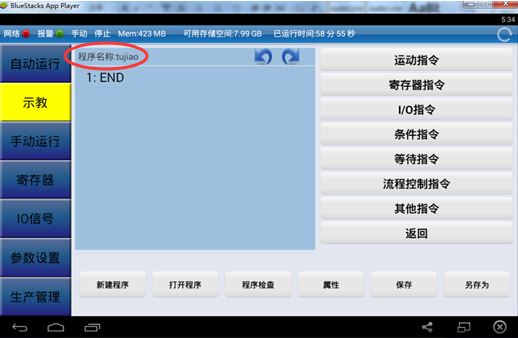 BlueStacks App Player
5:34
网络 报警 手动 停止 Mem:423 MB 可用存储空间:7.99 GB 已运行时间:58 分 55 秒
自动运行
示教
手动运行
寄存器
IO信号
参数设置
生产管理
程序名称:tujiao
1: END
运动指令
寄存器指令
I/O指令
条件指令
等待指令
流程控制指令
其他指令
返回
新建程序 打开程序 程序检查 属性 保存 另存为